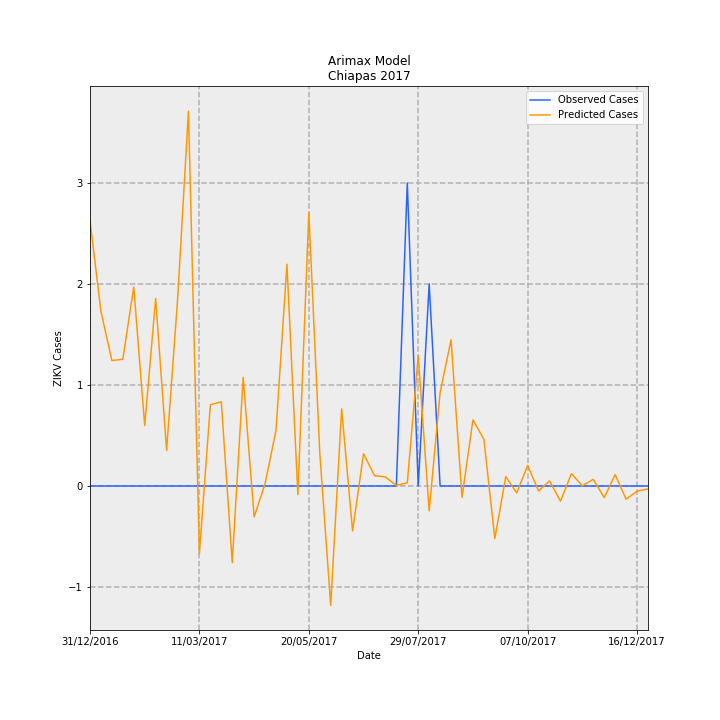 Arimax Model
Chiapas 2017
Observed Cases
Predicted Cases
ZIKV Cases
3
2
1
0
−1
31/12/2016
11/03/2017
20/05/2017
29/07/2017
07/10/2017
16/12/2017
Date